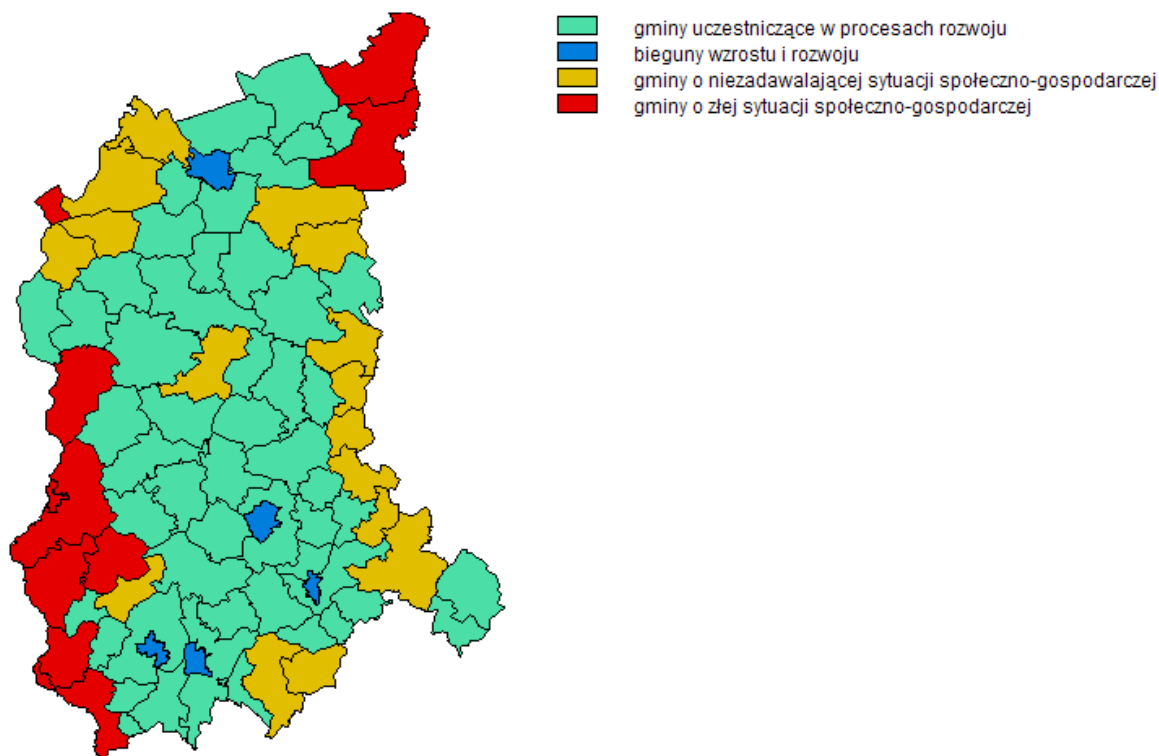 gminy uczestniczące w procesach rozwoju
bieguny wzrostu i rozwoju
gminy o niezadawalającej sytuacji społeczno-gospodarczej
gminy o złej sytuacji społeczno-gospodarczej